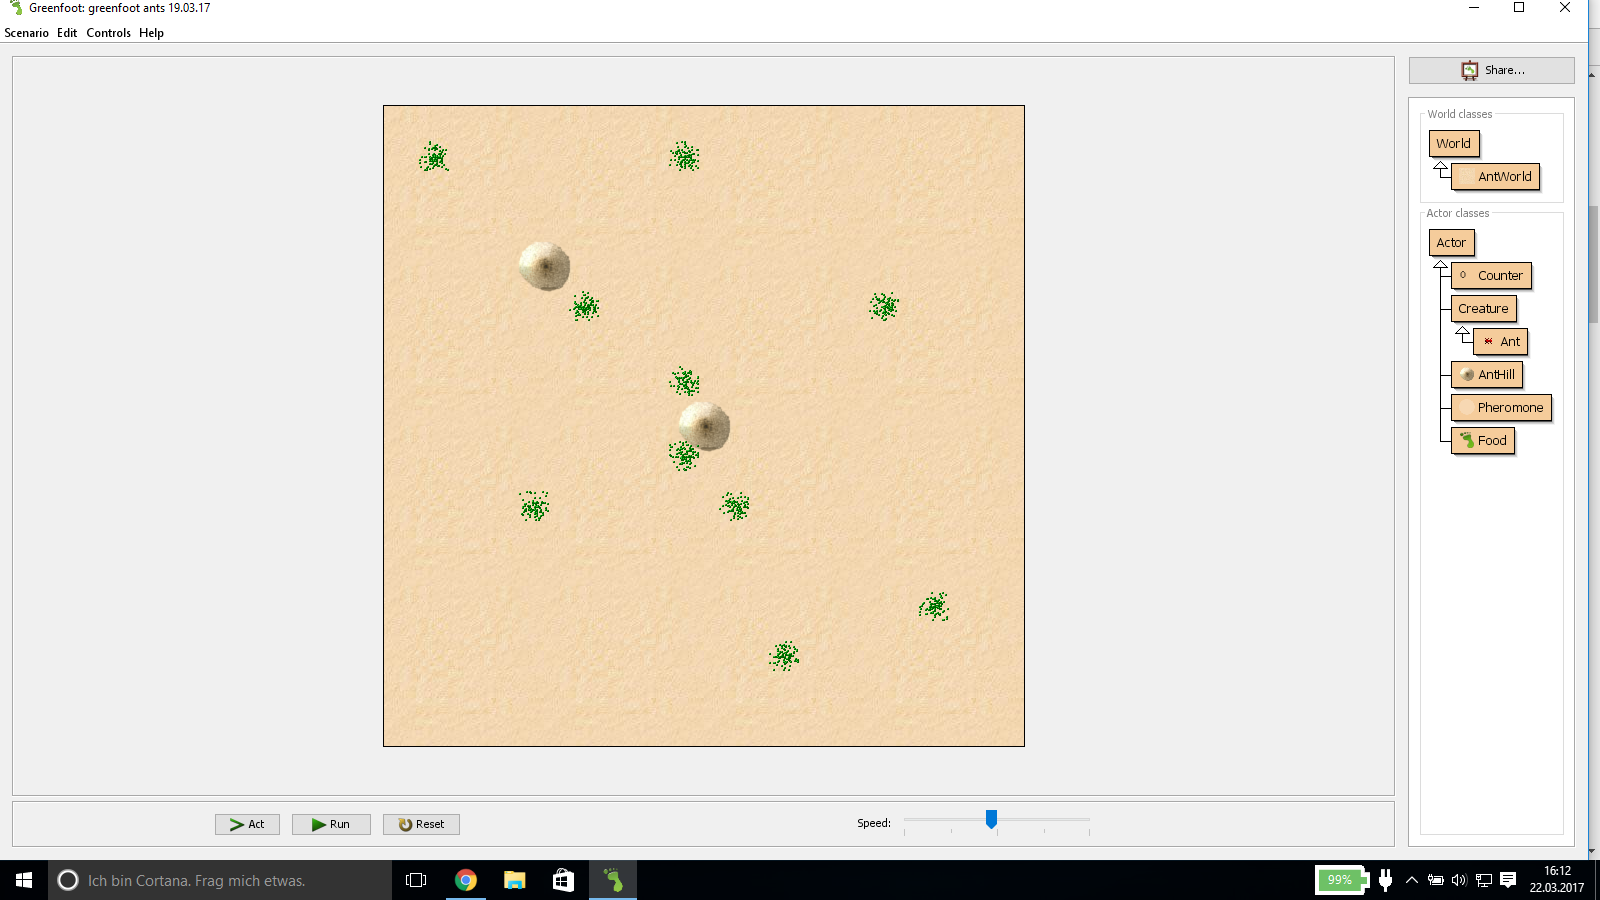 Greenfoot: greenfoot ants 19.03.17
Scenario Edit Controls Help
Share...
World classes
World
AntWorld
Actor classes
Actor
0 Counter
Creature
Ant
AntHill
Pheromone
Food
Act Run Reset Speed:
Ich bin Cortana. Frag mich etwas.
99%
16:12
22.03.2017